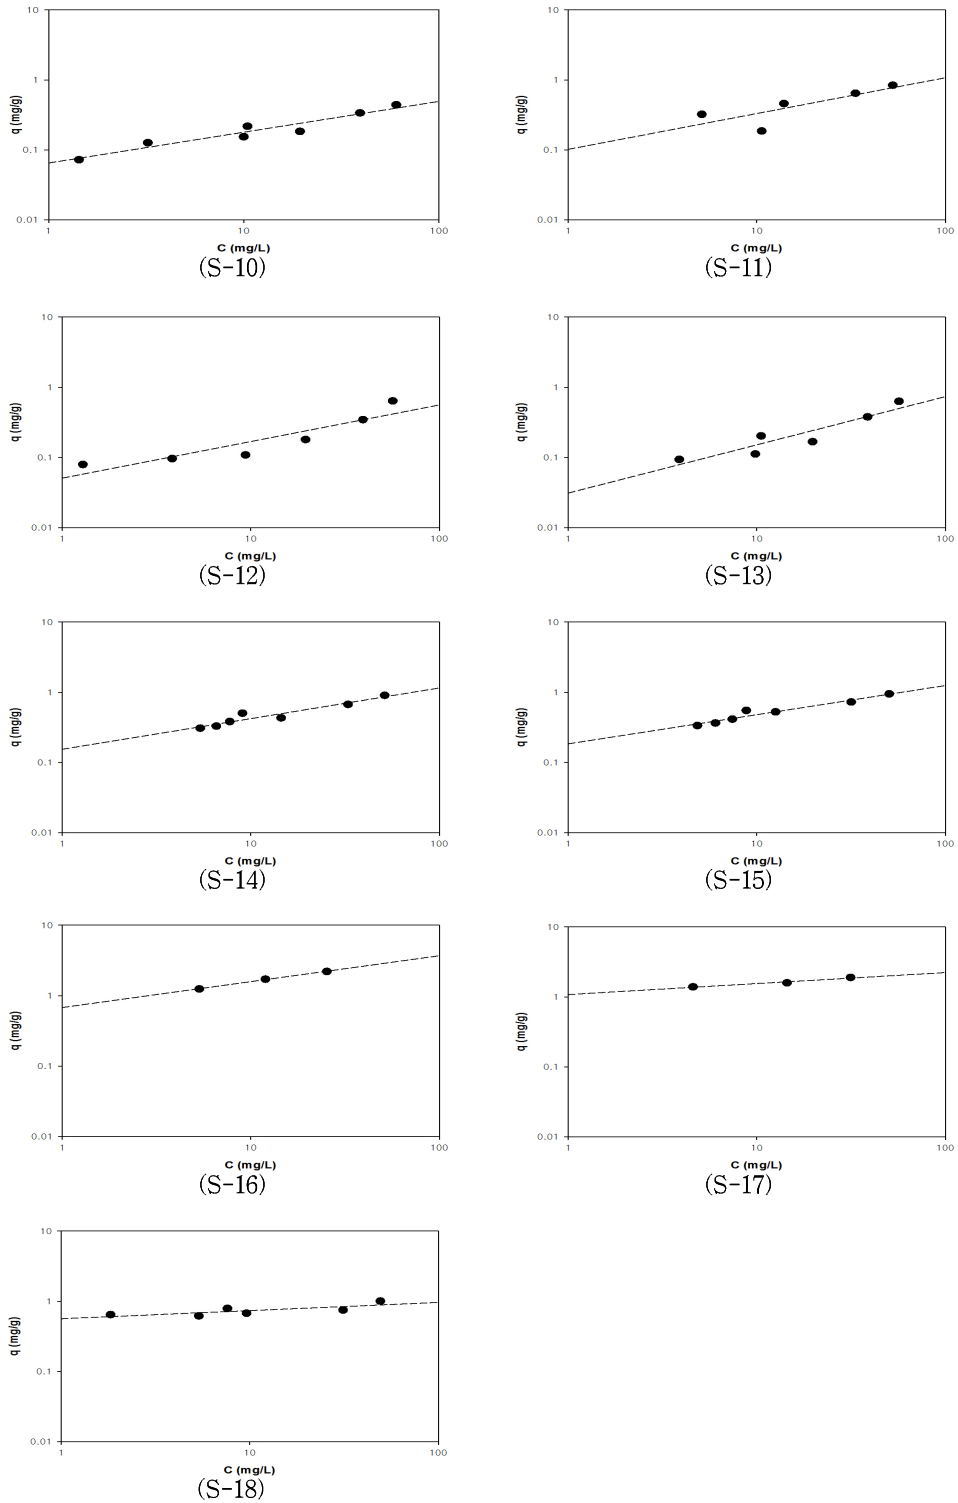 10 10
q (mg/g) 1 q (mg/g) 1
0.1 0.1
0.01 0.01
1 10 100 1 10 100
C (mg/L) C (mg/L)
(S-10) (S-11)
10 10
q (mg/g) 1 q (mg/g) 1
0.1 0.1
0.01 0.01
1 10 100 1 10 100
C (mg/L) C (mg/L)
(S-12) (S-13)
10 10
q (mg/g) 1 q (mg/g) 1
0.1 0.1
0.01 0.01
1 10 100 1 10 100
C (mg/L) C (mg/L)
(S-14) (S-15)
10 10
q (mg/g) 1 q (mg/g) 1
0.1 0.1
0.01 0.01
1 10 100 1 10 100
C (mg/L) C (mg/L)
(S-16) (S-17)
10
q (mg/g) 1
0.1
0.01
1 10 100
C (mg/L)
(S-18)